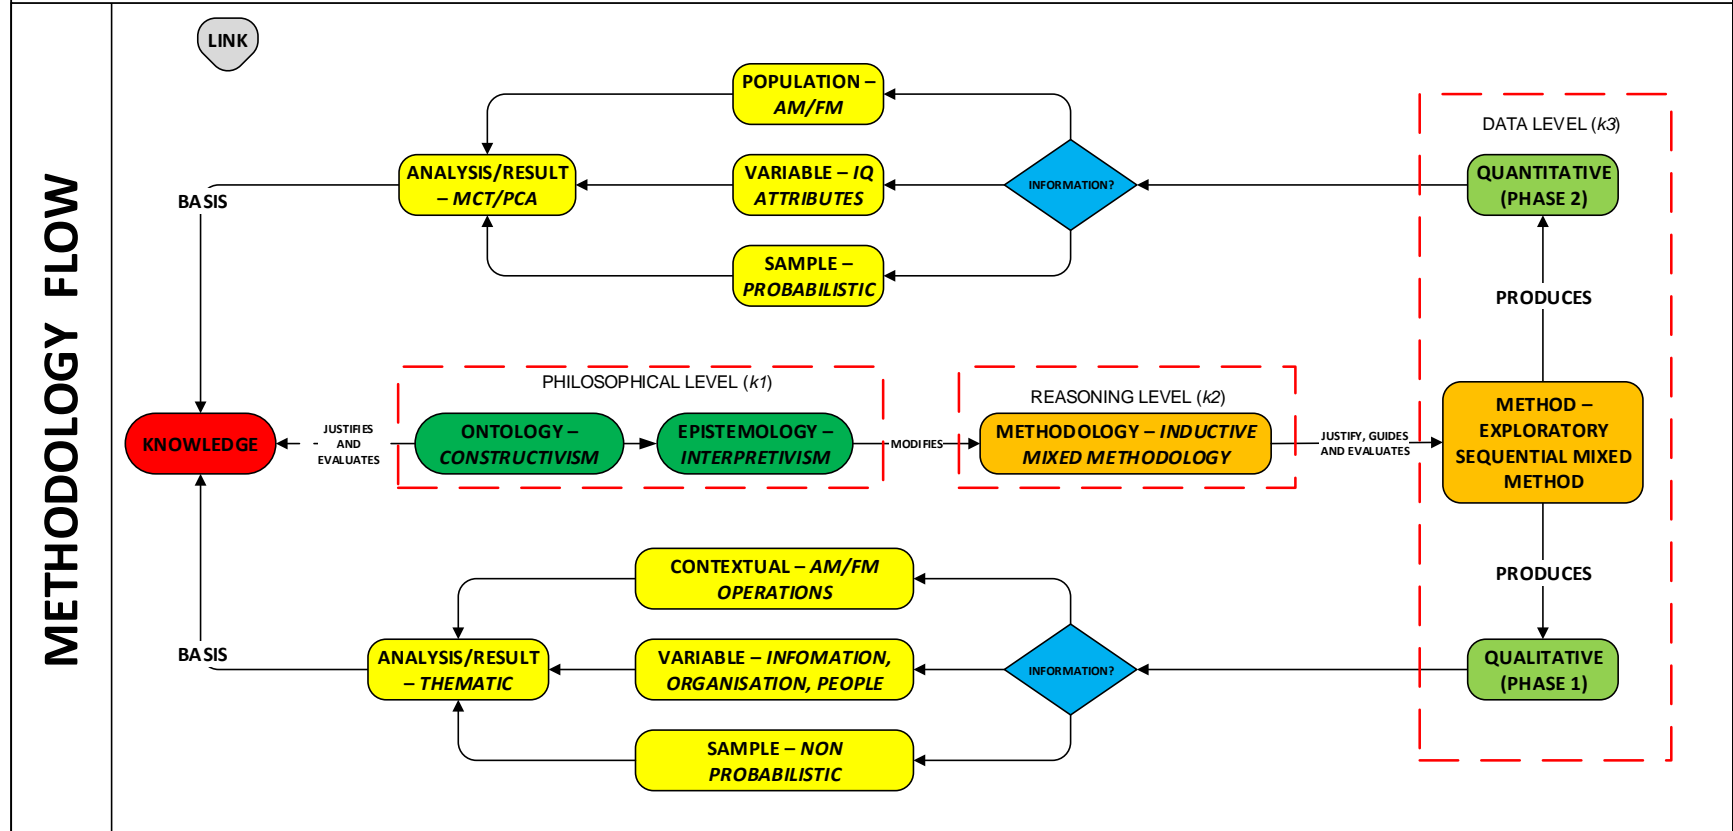 METHODOLOGY FLOW
LINK
POPULATION –
AM/FM
ANALYSIS/RESULT
– MCT/PCA
VARIABLE – IQ
ATTRIBUTES
SAMPLE –
PROBABILISTIC
INFORMATION?
DATA LEVEL (k3)
QUANTITATIVE
(PHASE 2)
BASIS
PRODUCES
KNOWLEDGE
JUSTIFIES
AND
EVALUATES
PHILOSOPHICAL LEVEL (k1)
ONTOLOGY –
CONSTRUCTIVISM
EPISTEMOLOGY –
INTERPRETIVISM
MODIFIES
REASONING LEVEL (k2)
METHODOLOGY – INDUCTIVE
MIXED METHODOLOGY
JUSTIFY, GUIDES
AND EVALUATES
METHOD –
EXPLORATORY
SEQUENTIAL MIXED
METHOD
PRODUCES
CONTEXTUAL – AM/FM
OPERATIONS
BASIS
ANALYSIS/RESULT
– THEMATIC
VARIABLE – INFOMATION,
ORGANISATION, PEOPLE
SAMPLE – NON
PROBABILISTIC
INFORMATION?
QUALITATIVE
(PHASE 1)